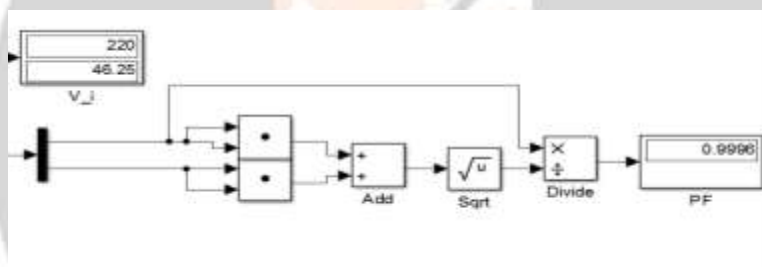 220
46.25
V_i
+
+
Add
√u
Sqrt
×
÷
Divide
0.9996
PF